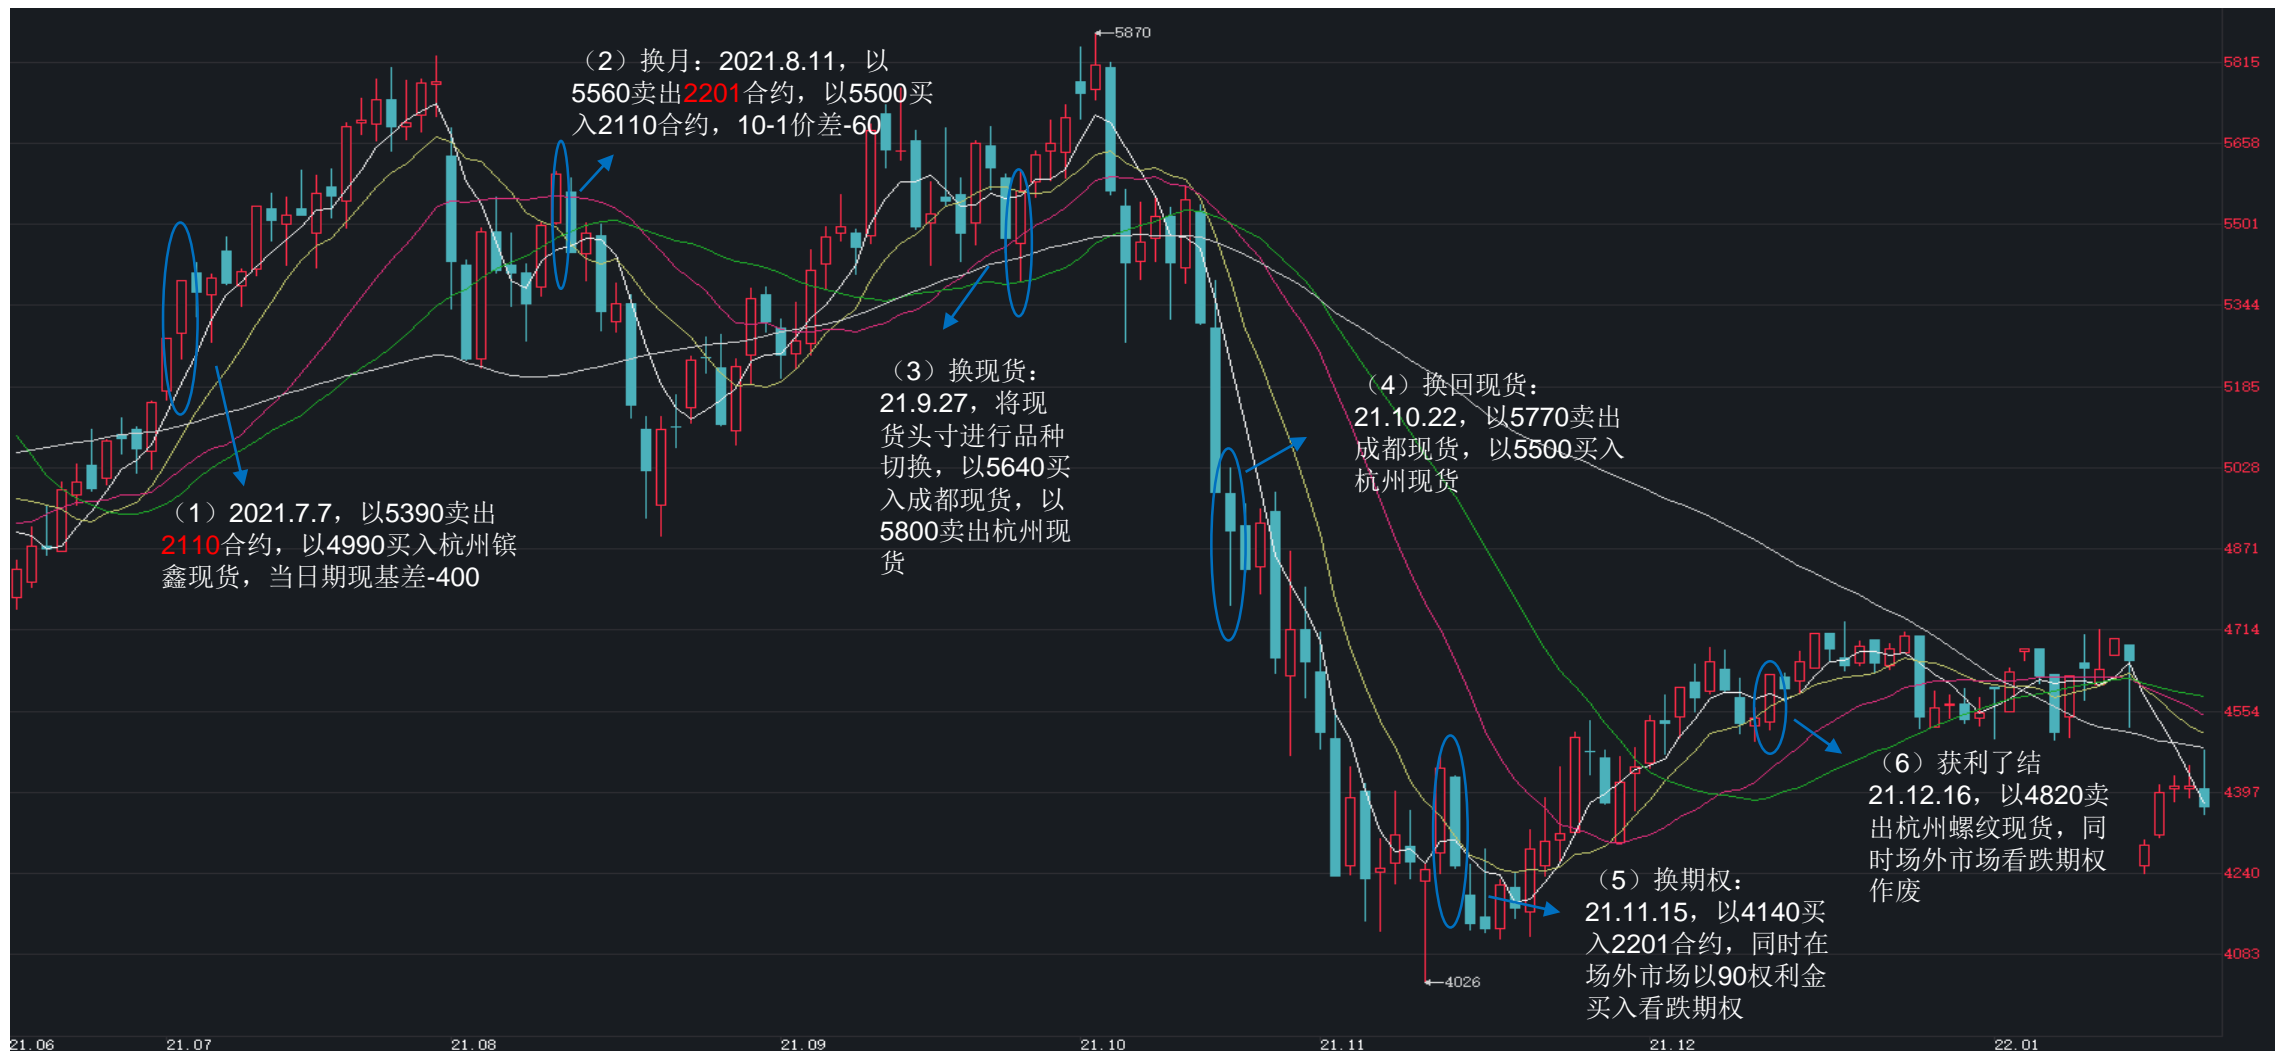 5870
（2）换月：2021.8.11，以
5560卖出2201合约，以5500买
入2110合约，10-1价差-60
（1）2021.7.7，以5390卖出
2110合约，以4990买入杭州镔
鑫现货，当日期现基差-400
（3）换现货：
21.9.27，将现
货头寸进行品种
切换，以5640买
入成都现货，以
5800卖出杭州现
货
（4）换回现货：
21.10.22，以5770卖出
成都现货，以5500买入
杭州现货
（5）换期权：
21.11.15，以4140买
入2201合约，同时在
场外市场以90权利金
买入看跌期权
（6）获利了结
21.12.16，以4820卖
出杭州螺纹现货，同
时场外市场看跌期权
作废
4026
5815
5658
5501
5344
5185
5028
4871
4714
4554
4397
4240
4083
21.06
21.07
21.08
21.09
21.10
21.11
21.12
22.01